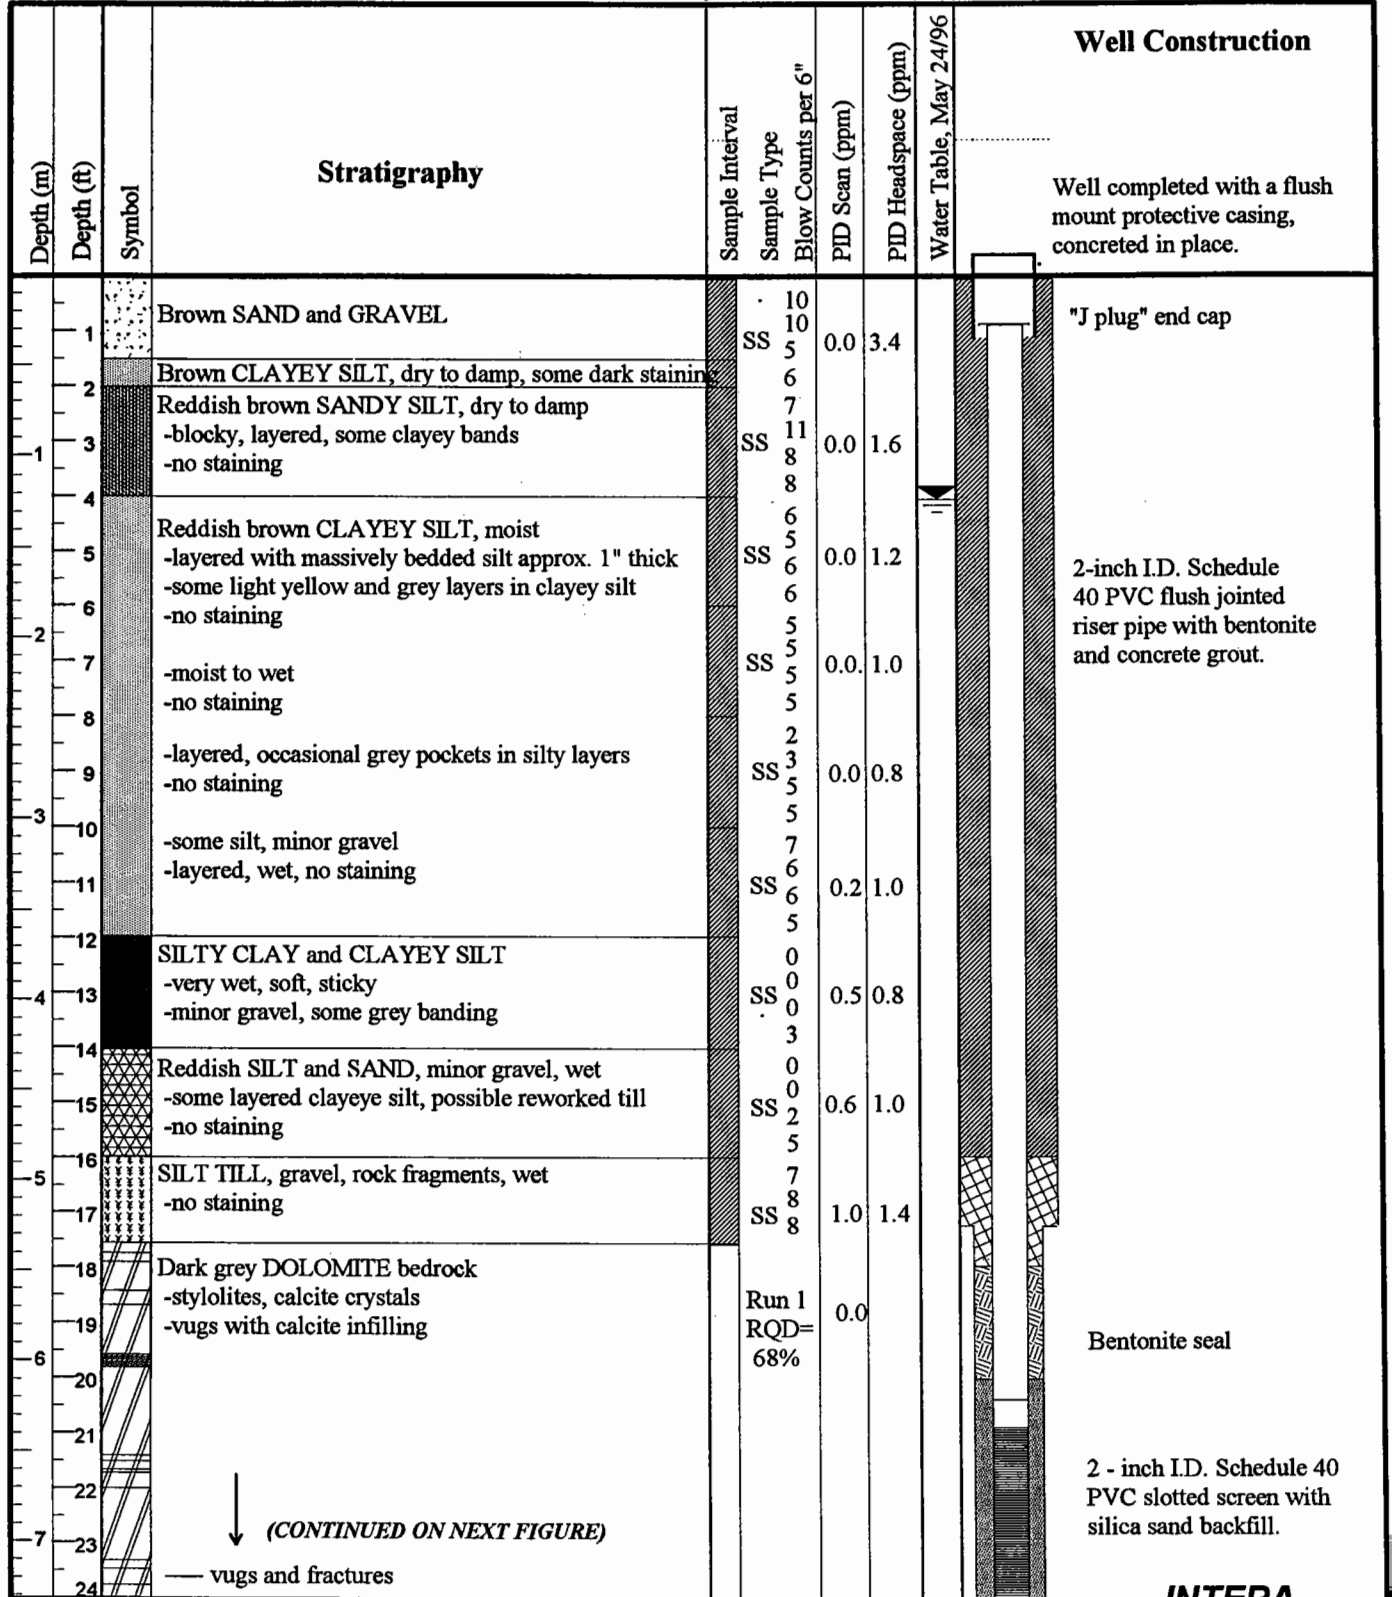 Well Construction
Depth (m)
Depth (ft)
Symbol
Stratigraphy
Sample Interval
Sample Type
Blow Counts per 6"
PID Scan (ppm)
PID Headspace (ppm)
Water Table, May 24/96
Well completed with a flush
mount protective casing,
concreted in place.
Brown SAND and GRAVEL
Brown CLAYEY SILT, dry to damp, some dark staining
Reddish brown SANDY SILT, dry to damp
-blocky, layered, some clayey bands
-no staining
Reddish brown CLAYEY SILT, moist
-layered with massively bedded silt approx. 1" thick
-some light yellow and grey layers in clayey silt
-no staining
-moist to wet
-no staining
-layered, occasional grey pockets in silty layers
-no staining
-some silt, minor gravel
-layered, wet, no staining
SILTY CLAY and CLAYEY SILT
-very wet, soft, sticky
-minor gravel, some grey banding
Reddish SILT and SAND, minor gravel, wet
-some layered clayeye silt, possible reworked till
-no staining
SILT TILL, gravel, rock fragments, wet
-no staining
Dark grey DOLOMITE bedrock
-stylolites, calcite crystals
-vugs with calcite infilling
(CONTINUED ON NEXT FIGURE)
vugs and fractures
1
2
3
4
5
6
7
1
2
3
4
5
6
7
8
9
10
11
12
13
14
15
16
17
18
19
20
21
22
23
24
SS 10 10 5 6 0.0 3.4
SS 7 11 8 8 0.0 1.6
SS 6 5 6 6 0.0 1.2
SS 5 5 5 5 0.0. 1.0
SS 2 3 5 5 0.0 0.8
SS 7 6 6 5 0.2 1.0
SS 0 0 0 3 0.5 0.8
SS 0 0 2 5 0.6 1.0
SS 7 8 8 1.0 1.4
Run 1 0.0
RQD=
68%
"J plug" end cap
2-inch I.D. Schedule
40 PVC flush jointed
riser pipe with bentonite
and concrete grout.
Bentonite seal
2 - inch I.D. Schedule 40
PVC slotted screen with
silica sand backfill.
INTERA